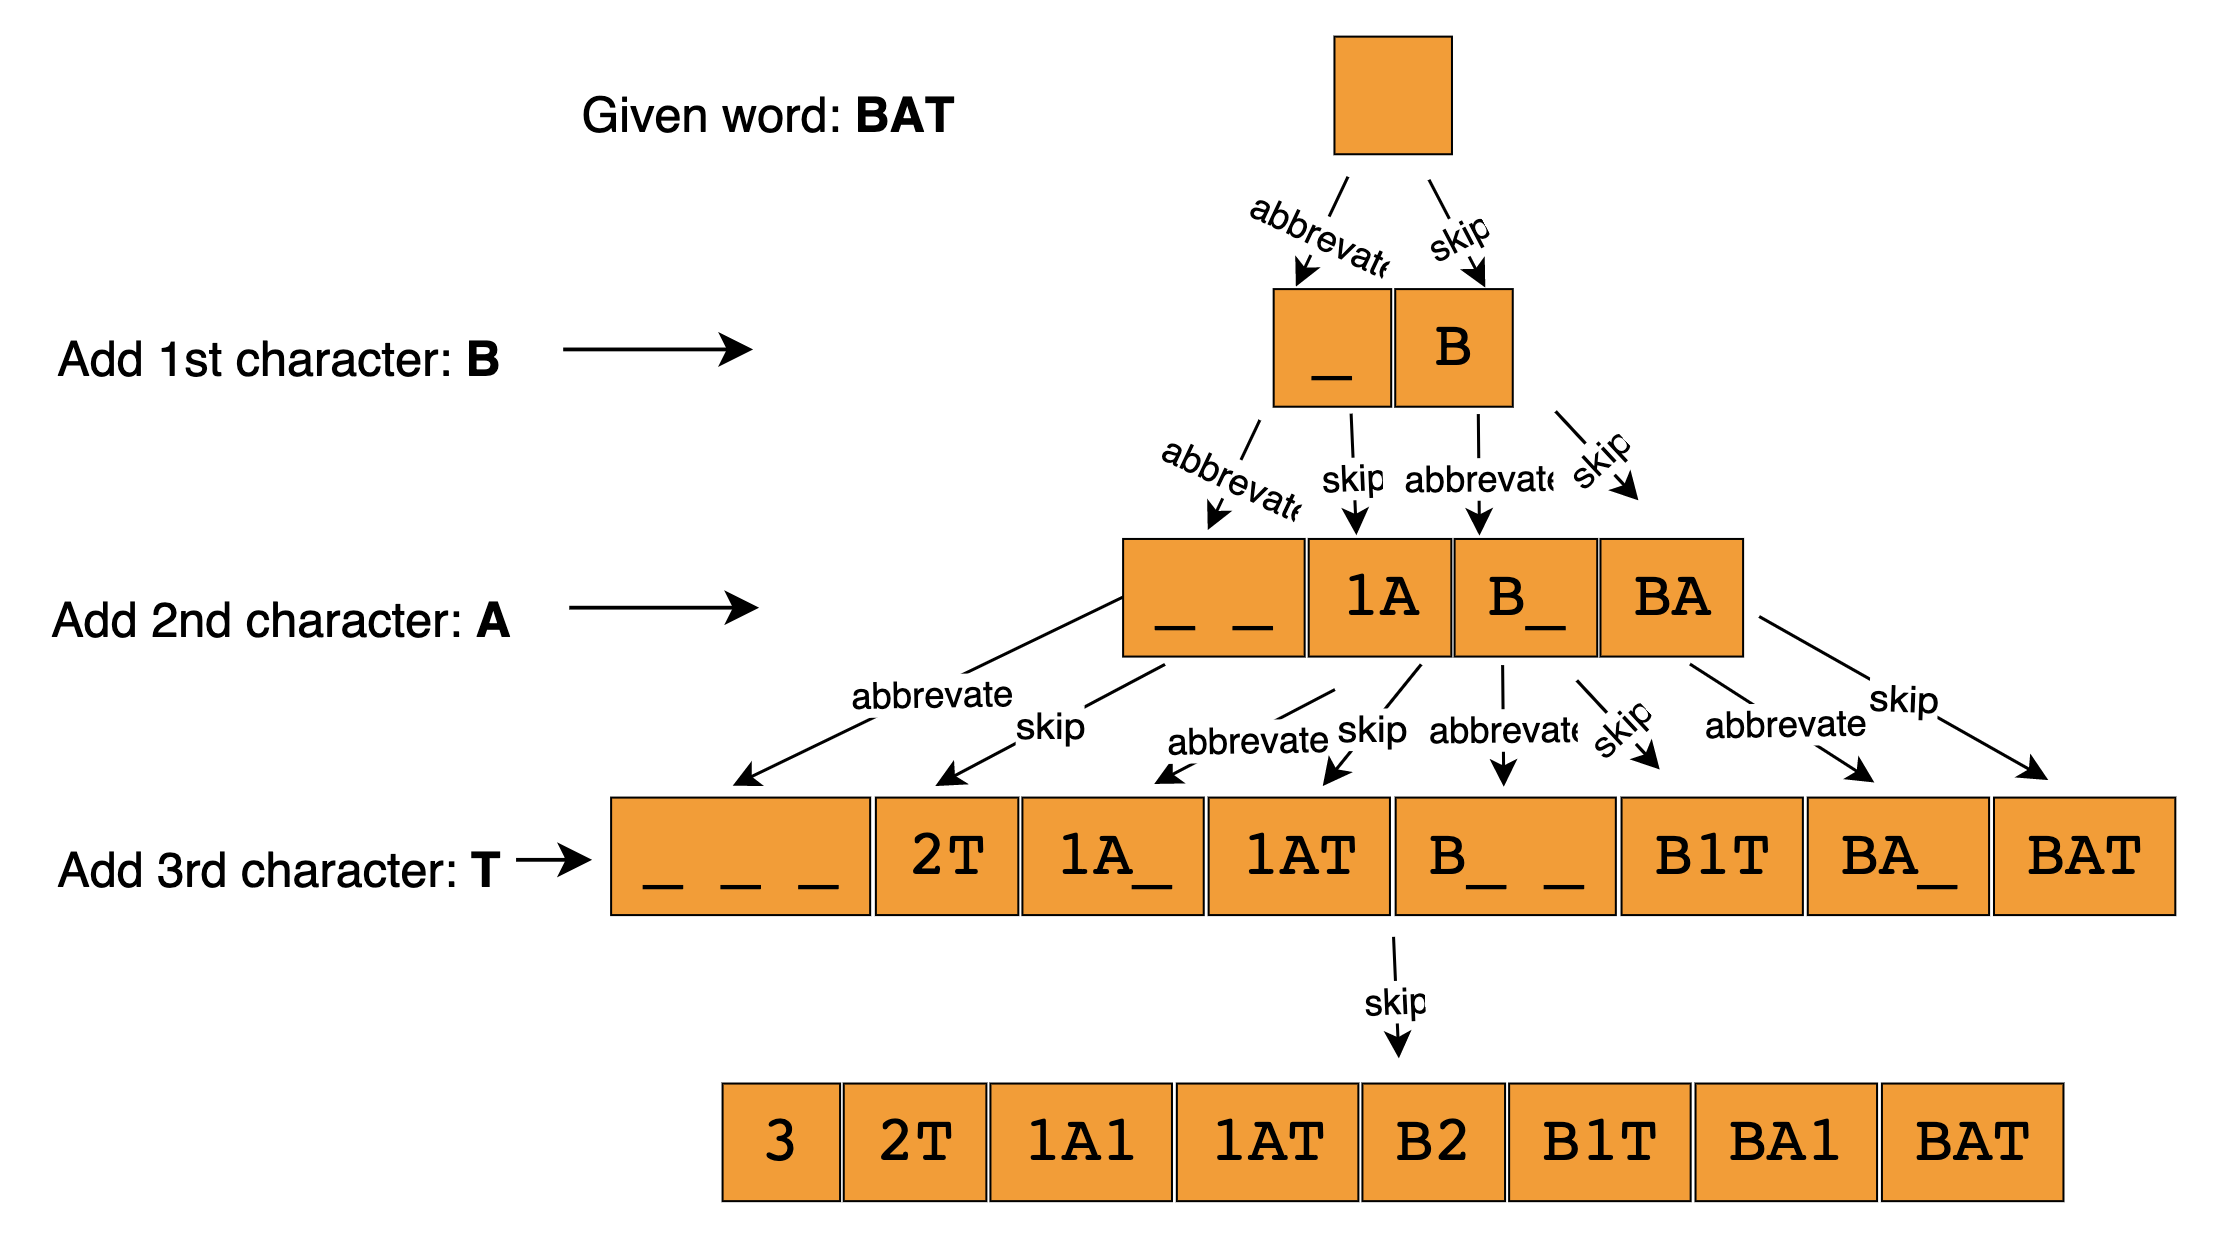 Given word: BAT
abbrevate skip
Add 1st character: B
_ B
abbrevate skip abbrevate skip
Add 2nd character: A
_ _ 1A B_ BA
abbrevate skip abbrevate skip abbrevate skip abbrevate skip
Add 3rd character: T
_ _ _ 2T 1A_ 1AT B_ _ B1T BA_ BAT
skip
3 2T 1A1 1AT B2 B1T BA1 BAT